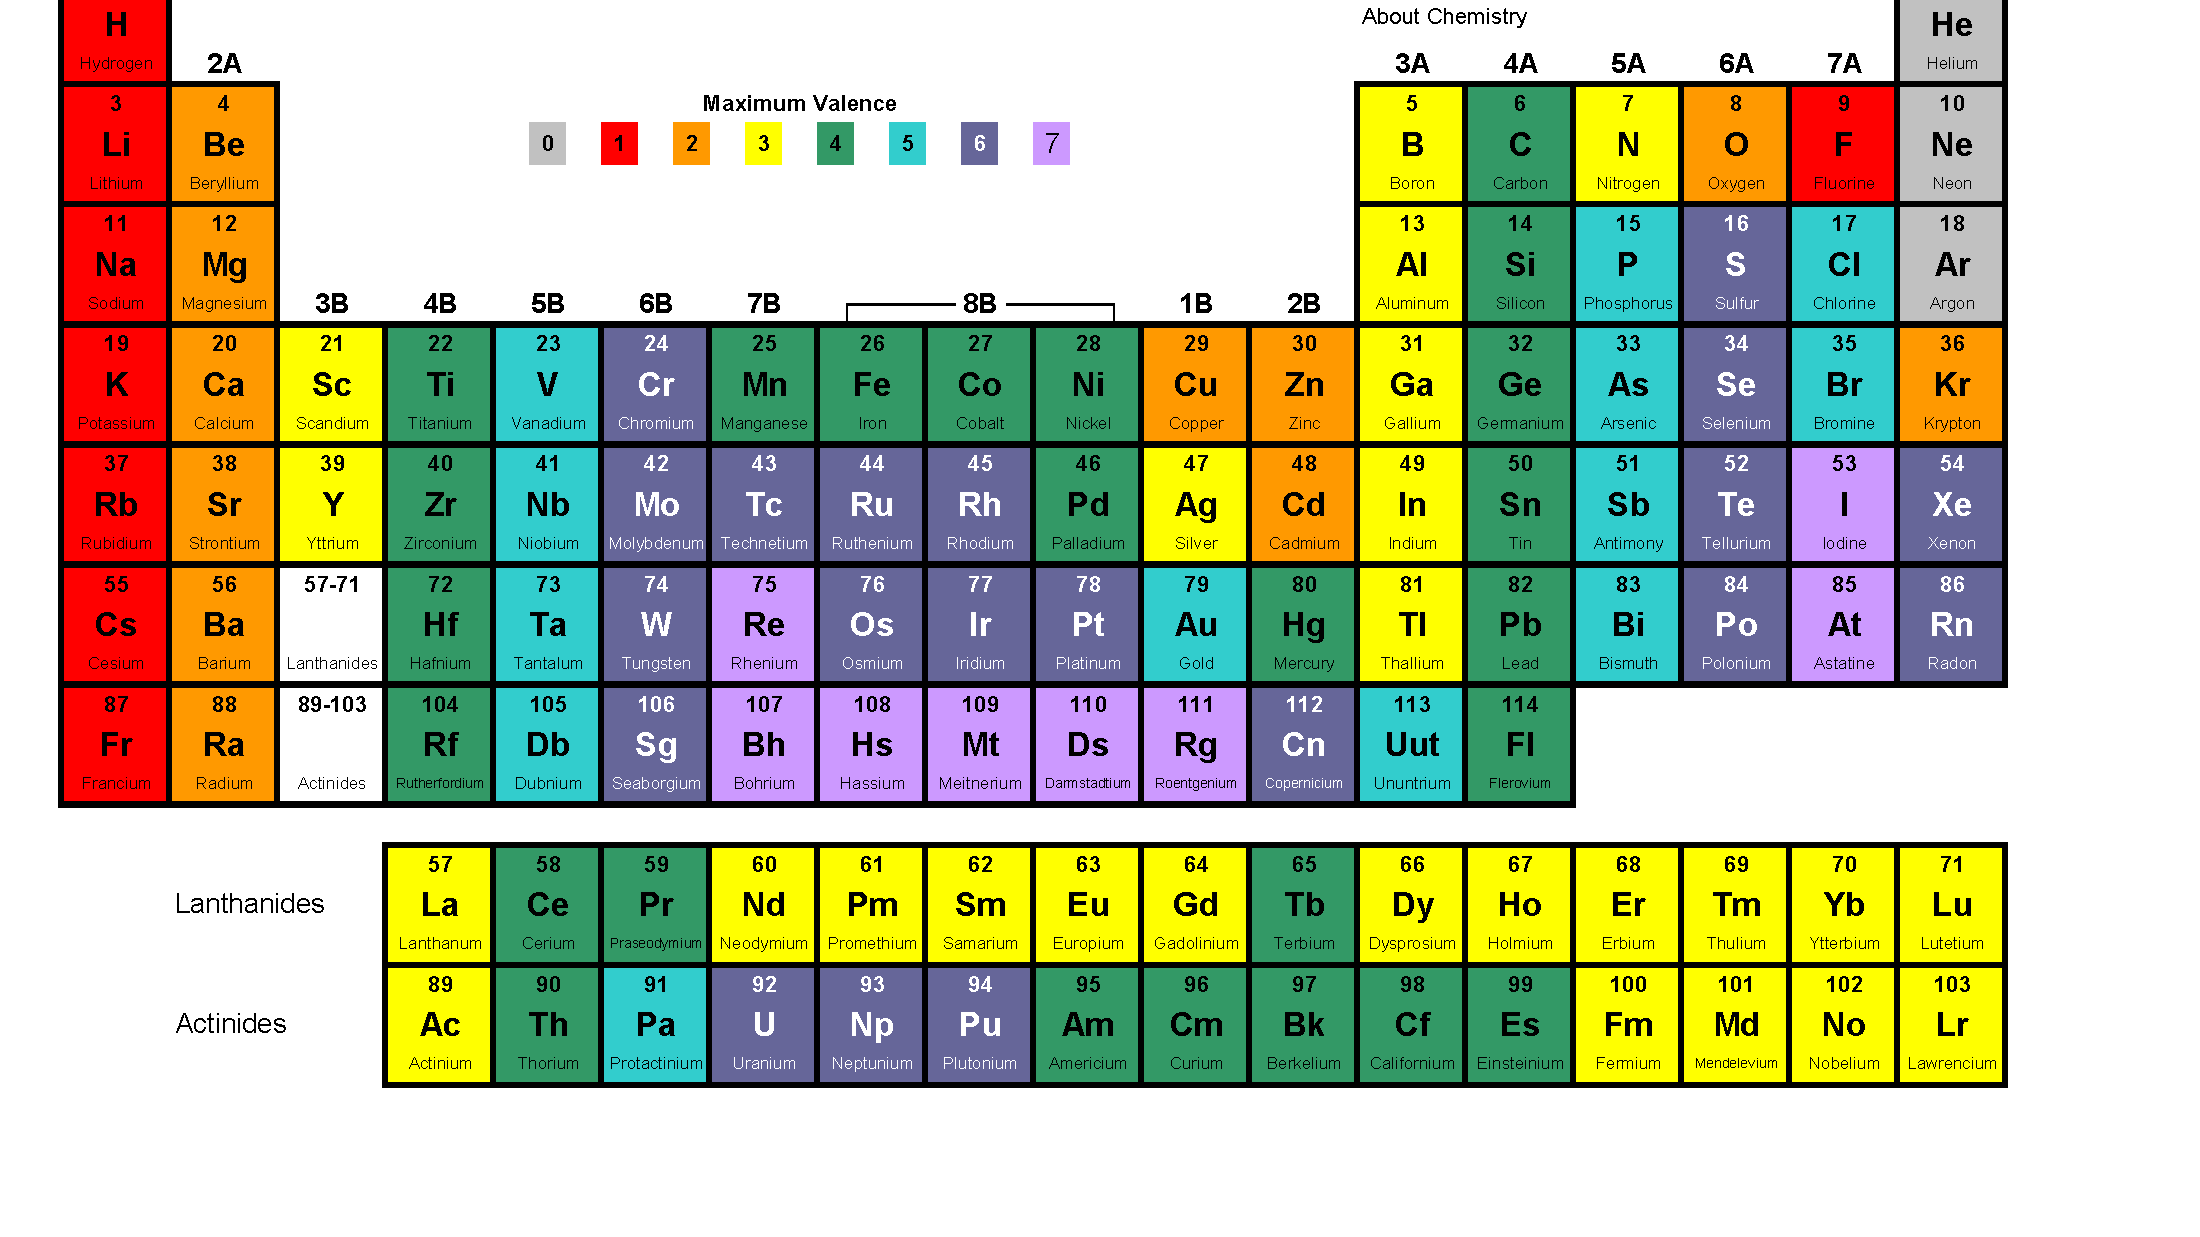 About Chemistry
H He
Hydrogen 2A 3A 4A 5A 6A 7A Helium
3 4 Maximum Valence 5 6 7 8 9 10
Li Be 0 1 2 3 4 5 6 7 B C N O F Ne
Lithium Beryllium Boron Carbon Nitrogen Oxygen Fluorine Neon
11 12 13 14 15 16 17 18
Na Mg Al Si P S Cl Ar
Sodium Magnesium 3B 4B 5B 6B 7B 8B 1B 2B Aluminum Silicon Phosphorus Sulfur Chlorine Argon
19 20 21 22 23 24 25 26 27 28 29 30 31 32 33 34 35 36
K Ca Sc Ti V Cr Mn Fe Co Ni Cu Zn Ga Ge As Se Br Kr
Potassium Calcium Scandium Titanium Vanadium Chromium Manganese Iron Cobalt Nickel Copper Zinc Gallium Germanium Arsenic Selenium Bromine Krypton
37 38 39 40 41 42 43 44 45 46 47 48 49 50 51 52 53 54
Rb Sr Y Zr Nb Mo Tc Ru Rh Pd Ag Cd In Sn Sb Te I Xe
Rubidium Strontium Yttrium Zirconium Niobium Molybdenum Technetium Ruthenium Rhodium Palladium Silver Cadmium Indium Tin Antimony Tellurium Iodine Xenon
55 56 57-71 72 73 74 75 76 77 78 79 80 81 82 83 84 85 86
Cs Ba Hf Ta W Re Os Ir Pt Au Hg Tl Pb Bi Po At Rn
Cesium Barium Lanthanides Hafnium Tantalum Tungsten Rhenium Osmium Iridium Platinum Gold Mercury Thallium Lead Bismuth Polonium Astatine Radon
87 88 89-103 104 105 106 107 108 109 110 111 112 113 114
Fr Ra Rf Db Sg Bh Hs Mt Ds Rg Cn Uut Fl
Francium Radium Actinides Rutherfordium Dubnium Seaborgium Bohrium Hassium Meitnerium Darmstadtium Roentgenium Copernicium Ununtrium Flerovium
57 58 59 60 61 62 63 64 65 66 67 68 69 70 71
Lanthanides La Ce Pr Nd Pm Sm Eu Gd Tb Dy Ho Er Tm Yb Lu
Lanthanum Cerium Praseodymium Neodymium Promethium Samarium Europium Gadolinium Terbium Dysprosium Holmium Erbium Thulium Ytterbium Lutetium
89 90 91 92 93 94 95 96 97 98 99 100 101 102 103
Actinides Ac Th Pa U Np Pu Am Cm Bk Cf Es Fm Md No Lr
Actinium Thorium Protactinium Uranium Neptunium Plutonium Americium Curium Berkelium Californium Einsteinium Fermium Mendelevium Nobelium Lawrencium